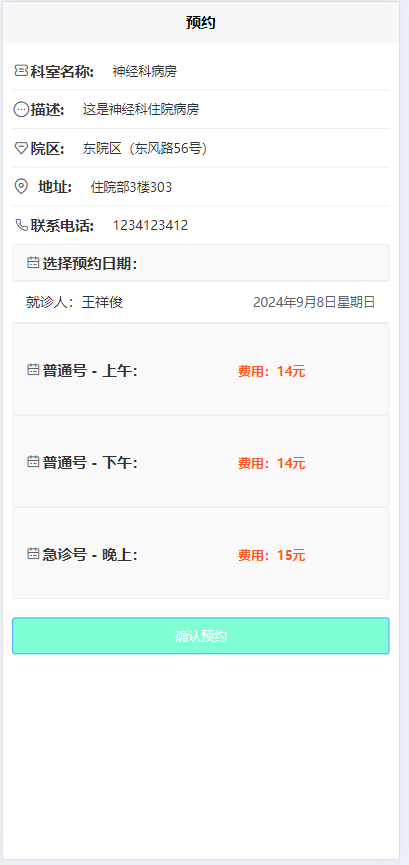 预约
科室名称: 神经科病房
描述: 这是神经科住院病房
院区: 东院区（东风路56号）
地址: 住院部3楼303
联系电话: 1234123412
选择预约日期：
就诊人：王祥俊 2024年9月8日星期日
普通号 - 上午： 费用：14元
普通号 - 下午： 费用：14元
急诊号 - 晚上： 费用：15元
确认预约